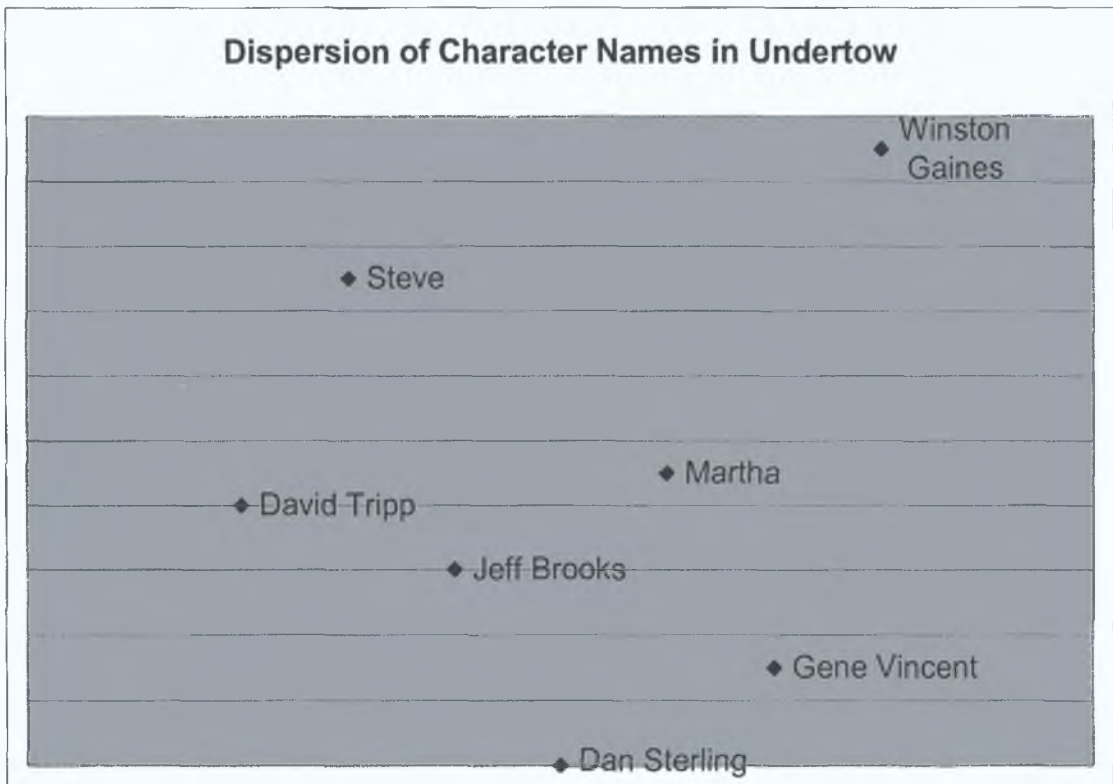 Dispersion of Character Names in Undertow
Winston
Gaines
Steve
Martha
David Tripp
Jeff Brooks
Gene Vincent
Dan Sterling